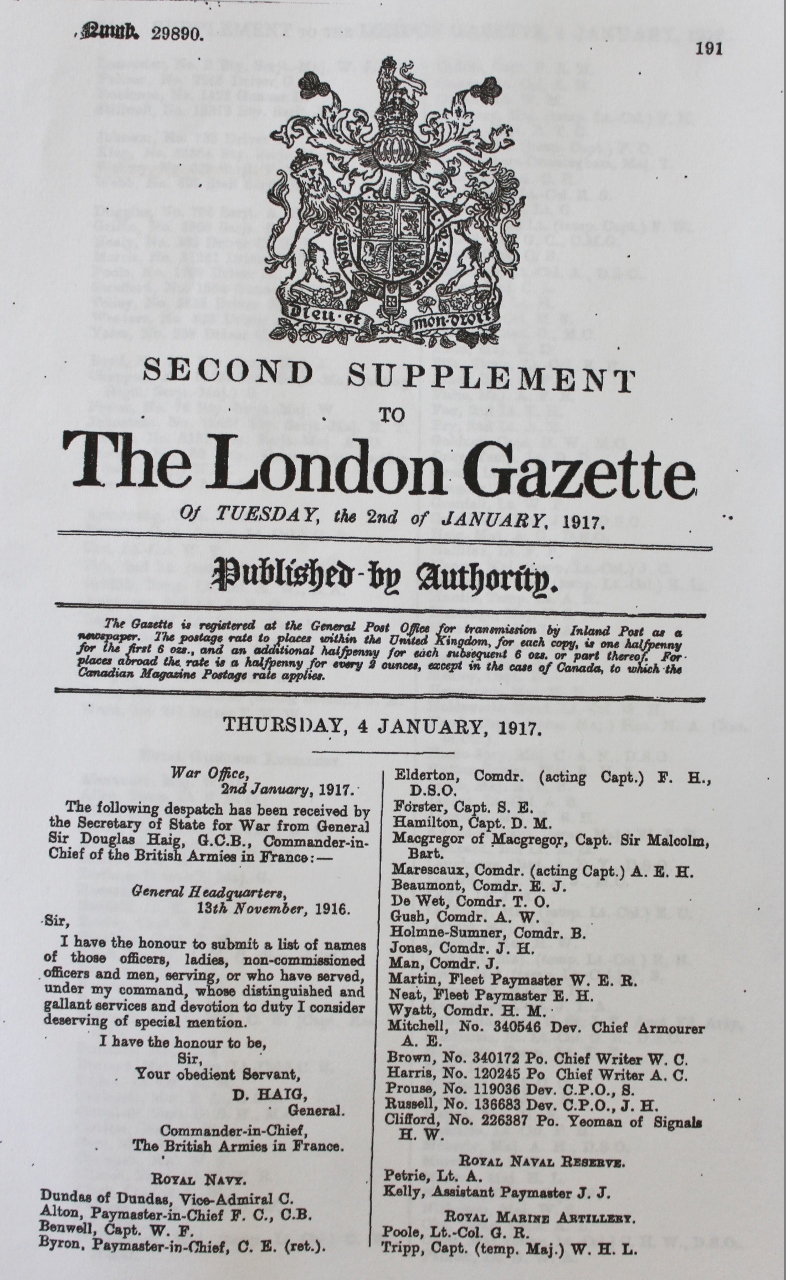 Numb. 29890.
191
Dieu·et
mon·droit
SECOND SUPPLEMENT
TO
The London Gazette
Of TUESDAY, the 2nd of JANUARY, 1917.
Published by Authority.
The Gazette is registered at the General Post Office for transmission by Inland Post as a
newspaper. The postage rate to places within the United Kingdom, for each copy, is one halfpenny
for the first 6 ozs., and an additional halfpenny for each subsequent 6 ozs. or part thereof. For
places abroad the rate is a halfpenny for every 2 ounces, except in the case of Canada, to which the
Canadian Magazine Postage rate applies.
THURSDAY, 4 JANUARY, 1917.
War Office,
2nd January, 1917.
The following despatch has been received by
the Secretary of State for War from General
Sir Douglas Haig, G.C.B., Commander-in-
Chief of the British Armies in France:—
General Headquarters,
13th November, 1916.
Sir,
I have the honour to submit a list of names
of those officers, ladies, non-commissioned
officers and men, serving, or who have served,
under my command, whose distinguished and
gallant services and devotion to duty I consider
deserving of special mention.
I have the honour to be,
Sir,
Your obedient Servant,
D. HAIG,
General.
Commander-in-Chief,
The British Armies in France.
ROYAL NAVY.
Dundas of Dundas, Vice-Admiral C.
Alton, Paymaster-in-Chief F. C., C.B.
Benwell, Capt. W. F.
Byron, Paymaster-in-Chief, C. E. (ret.).
Elderton, Comdr. (acting Capt.) F. H.,
D.S.O.
Forster, Capt. S. E.
Hamilton, Capt. D. M.
Macgregor of Macgregor, Capt. Sir Malcolm,
Bart.
Marescaux, Comdr. (acting Capt.) A. E. H.
Beaumont, Comdr. E. J.
De Wet, Comdr. T. O.
Gush, Comdr. A. W.
Holmne-Sumner, Comdr. B.
Jones, Comdr. J. H.
Man, Comdr. J.
Martin, Fleet Paymaster W. E. R.
Neat, Fleet Paymaster E. H.
Wyatt, Comdr. H. M.
Mitchell, No. 340546 Dev. Chief Armourer
A. E.
Brown, No. 340172 Po. Chief Writer W. C.
Harris, No. 120245 Po Chief Writer A. C.
Prouse, No. 119036 Dev. C.P.O., S.
Russell, No. 136683 Dev. C.P.O., J. H.
Clifford, No. 226387 Po. Yeoman of Signals
H. W.
ROYAL NAVAL RESERVE.
Petrie, Lt. A.
Kelly, Assistant Paymaster J. J.
ROYAL MARINE ARTILLERY.
Poole, Lt.-Col. G. R.
Tripp, Capt. (temp. Maj.) W. H. L.